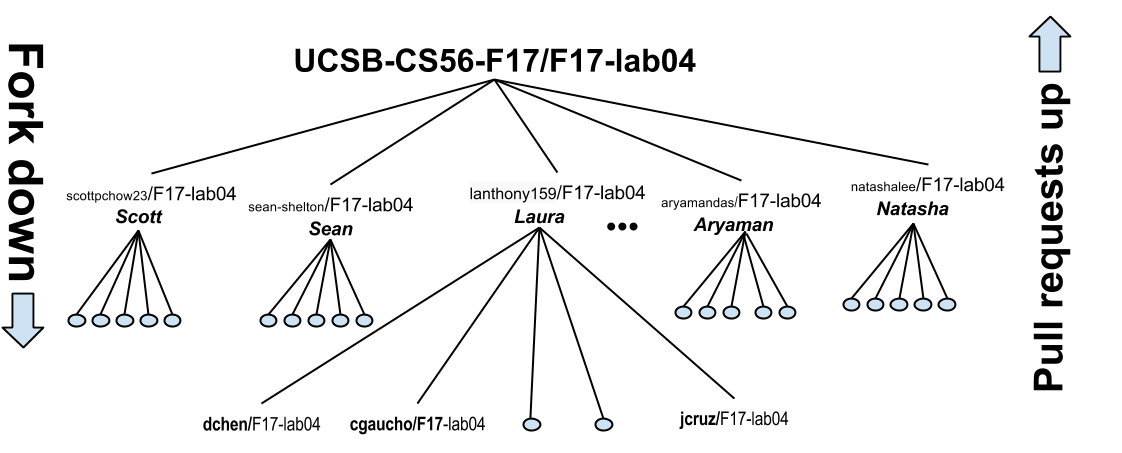 UCSB-CS56-F17/F17-lab04
Fork down
Pull requests up
scottpchow23/F17-lab04
Scott
sean-shelton/F17-lab04
Sean
lanthony159/F17-lab04
Laura
•••
aryamandas/F17-lab04
Aryaman
natashalee/F17-lab04
Natasha
dchen/F17-lab04
cgaucho/F17-lab04
jcruz/F17-lab04